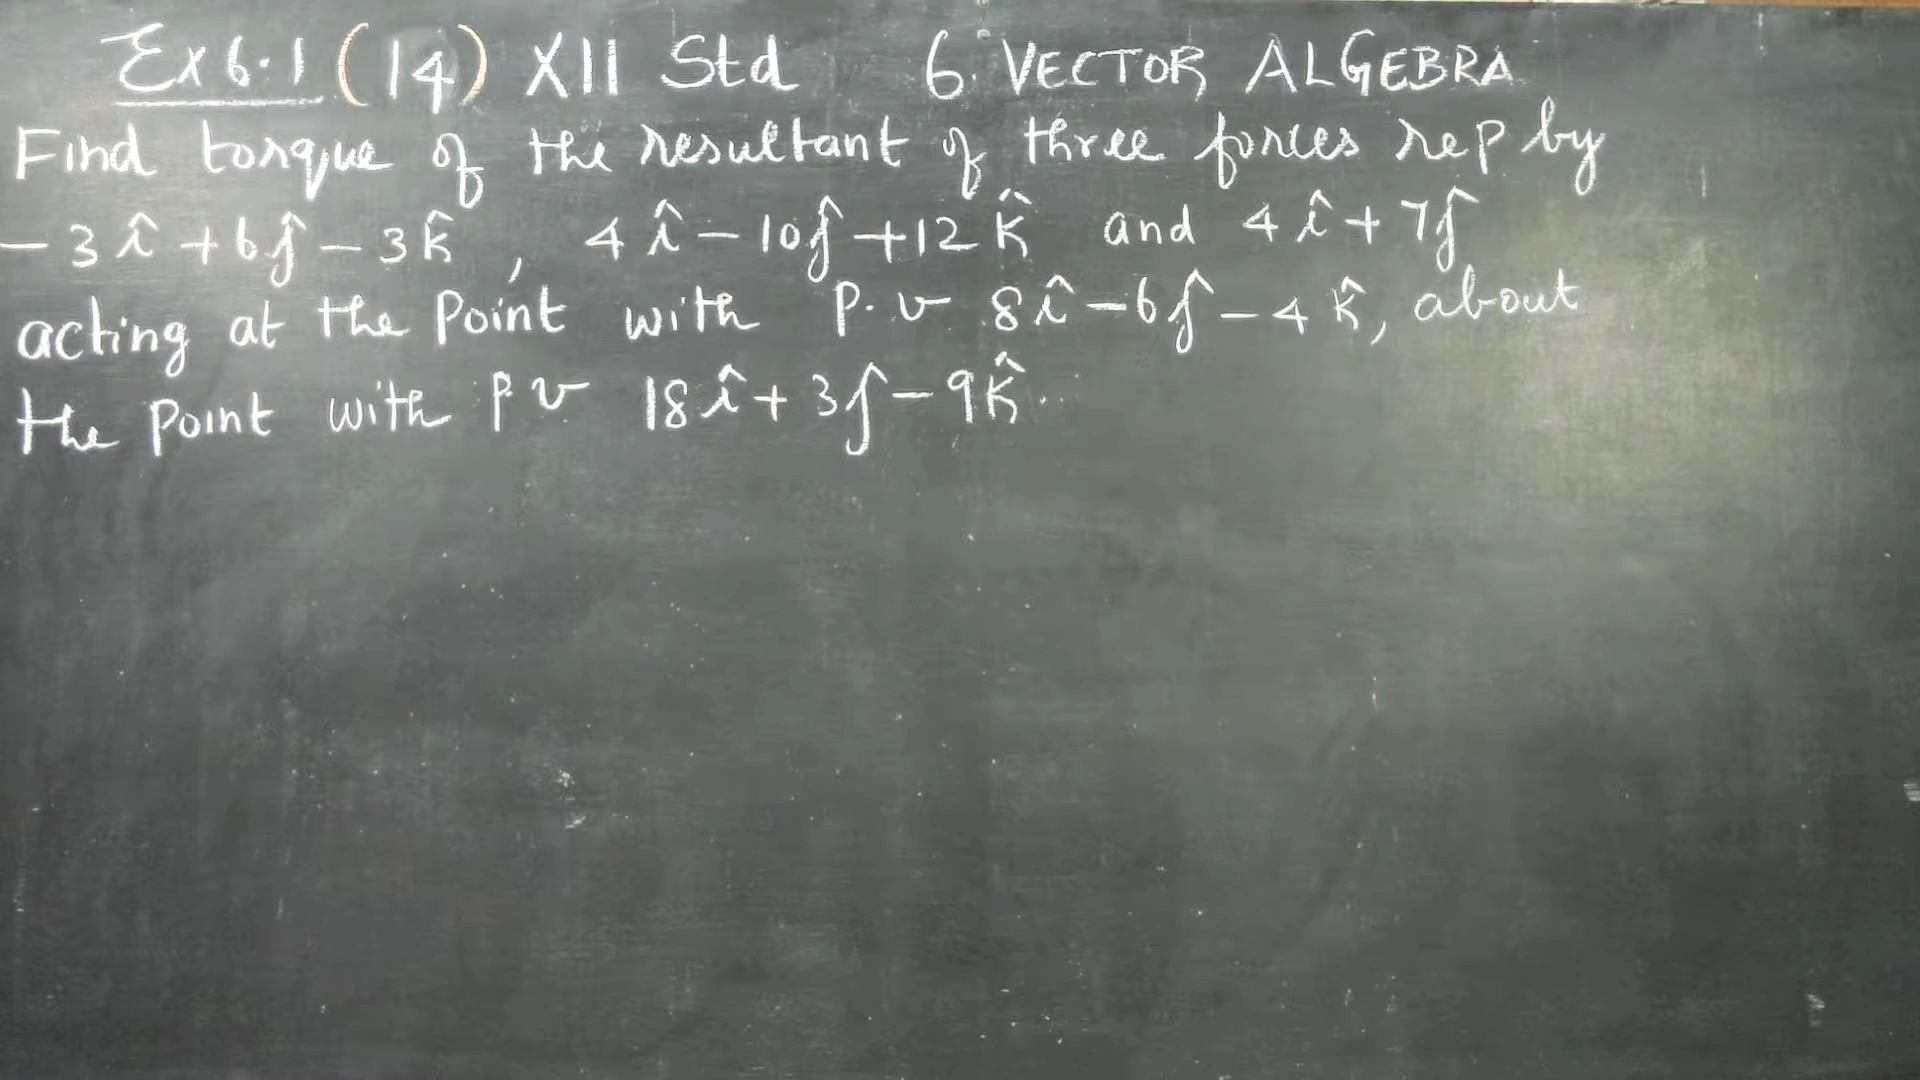 Ex 6.1 (14) XII Std 6. VECTOR ALGEBRA
Find torque of the resultant of three forces rep by
-3î + 6ĵ - 3k̂, 4î - 10ĵ + 12k̂ and 4î + 7ĵ
acting at the point with p.v 8î - 6ĵ - 4k̂, about
the point with p.v 18î + 3ĵ - 9k̂.